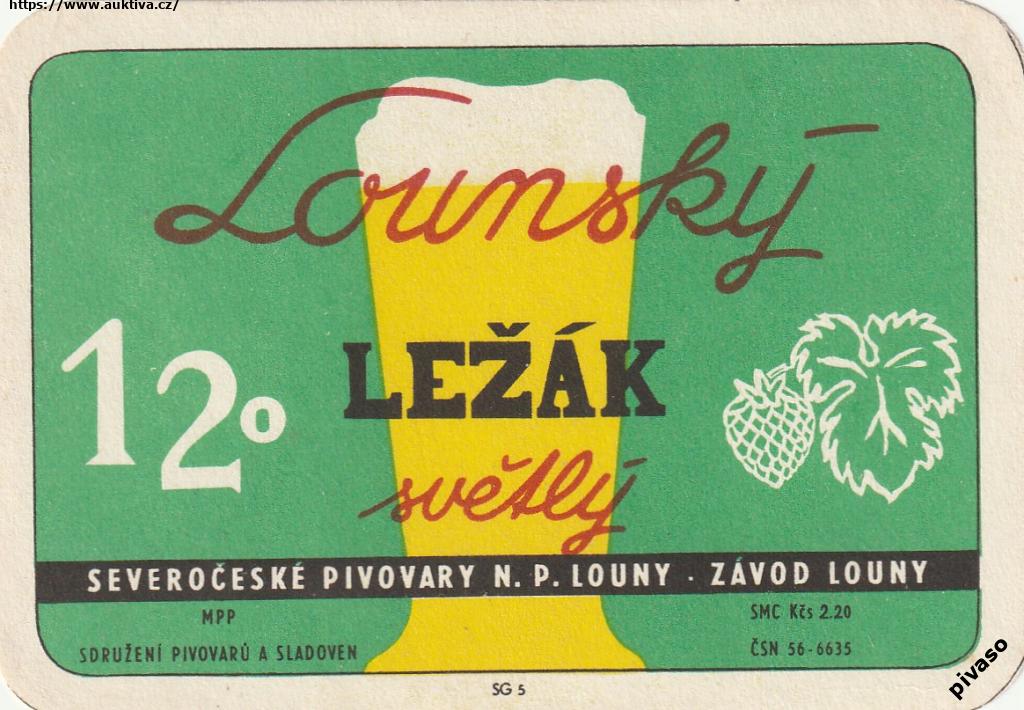 https://www.auktiva.cz/
Lounský
12°
LEŽÁK
světlý
SEVEROČESKÉ PIVOVARY N. P. LOUNY · ZÁVOD LOUNY
MPP
SDRUŽENÍ PIVOVARŮ A SLADOVEN
SMC Kčs 2.20
ČSN 56-6635
SG 5
pivaso